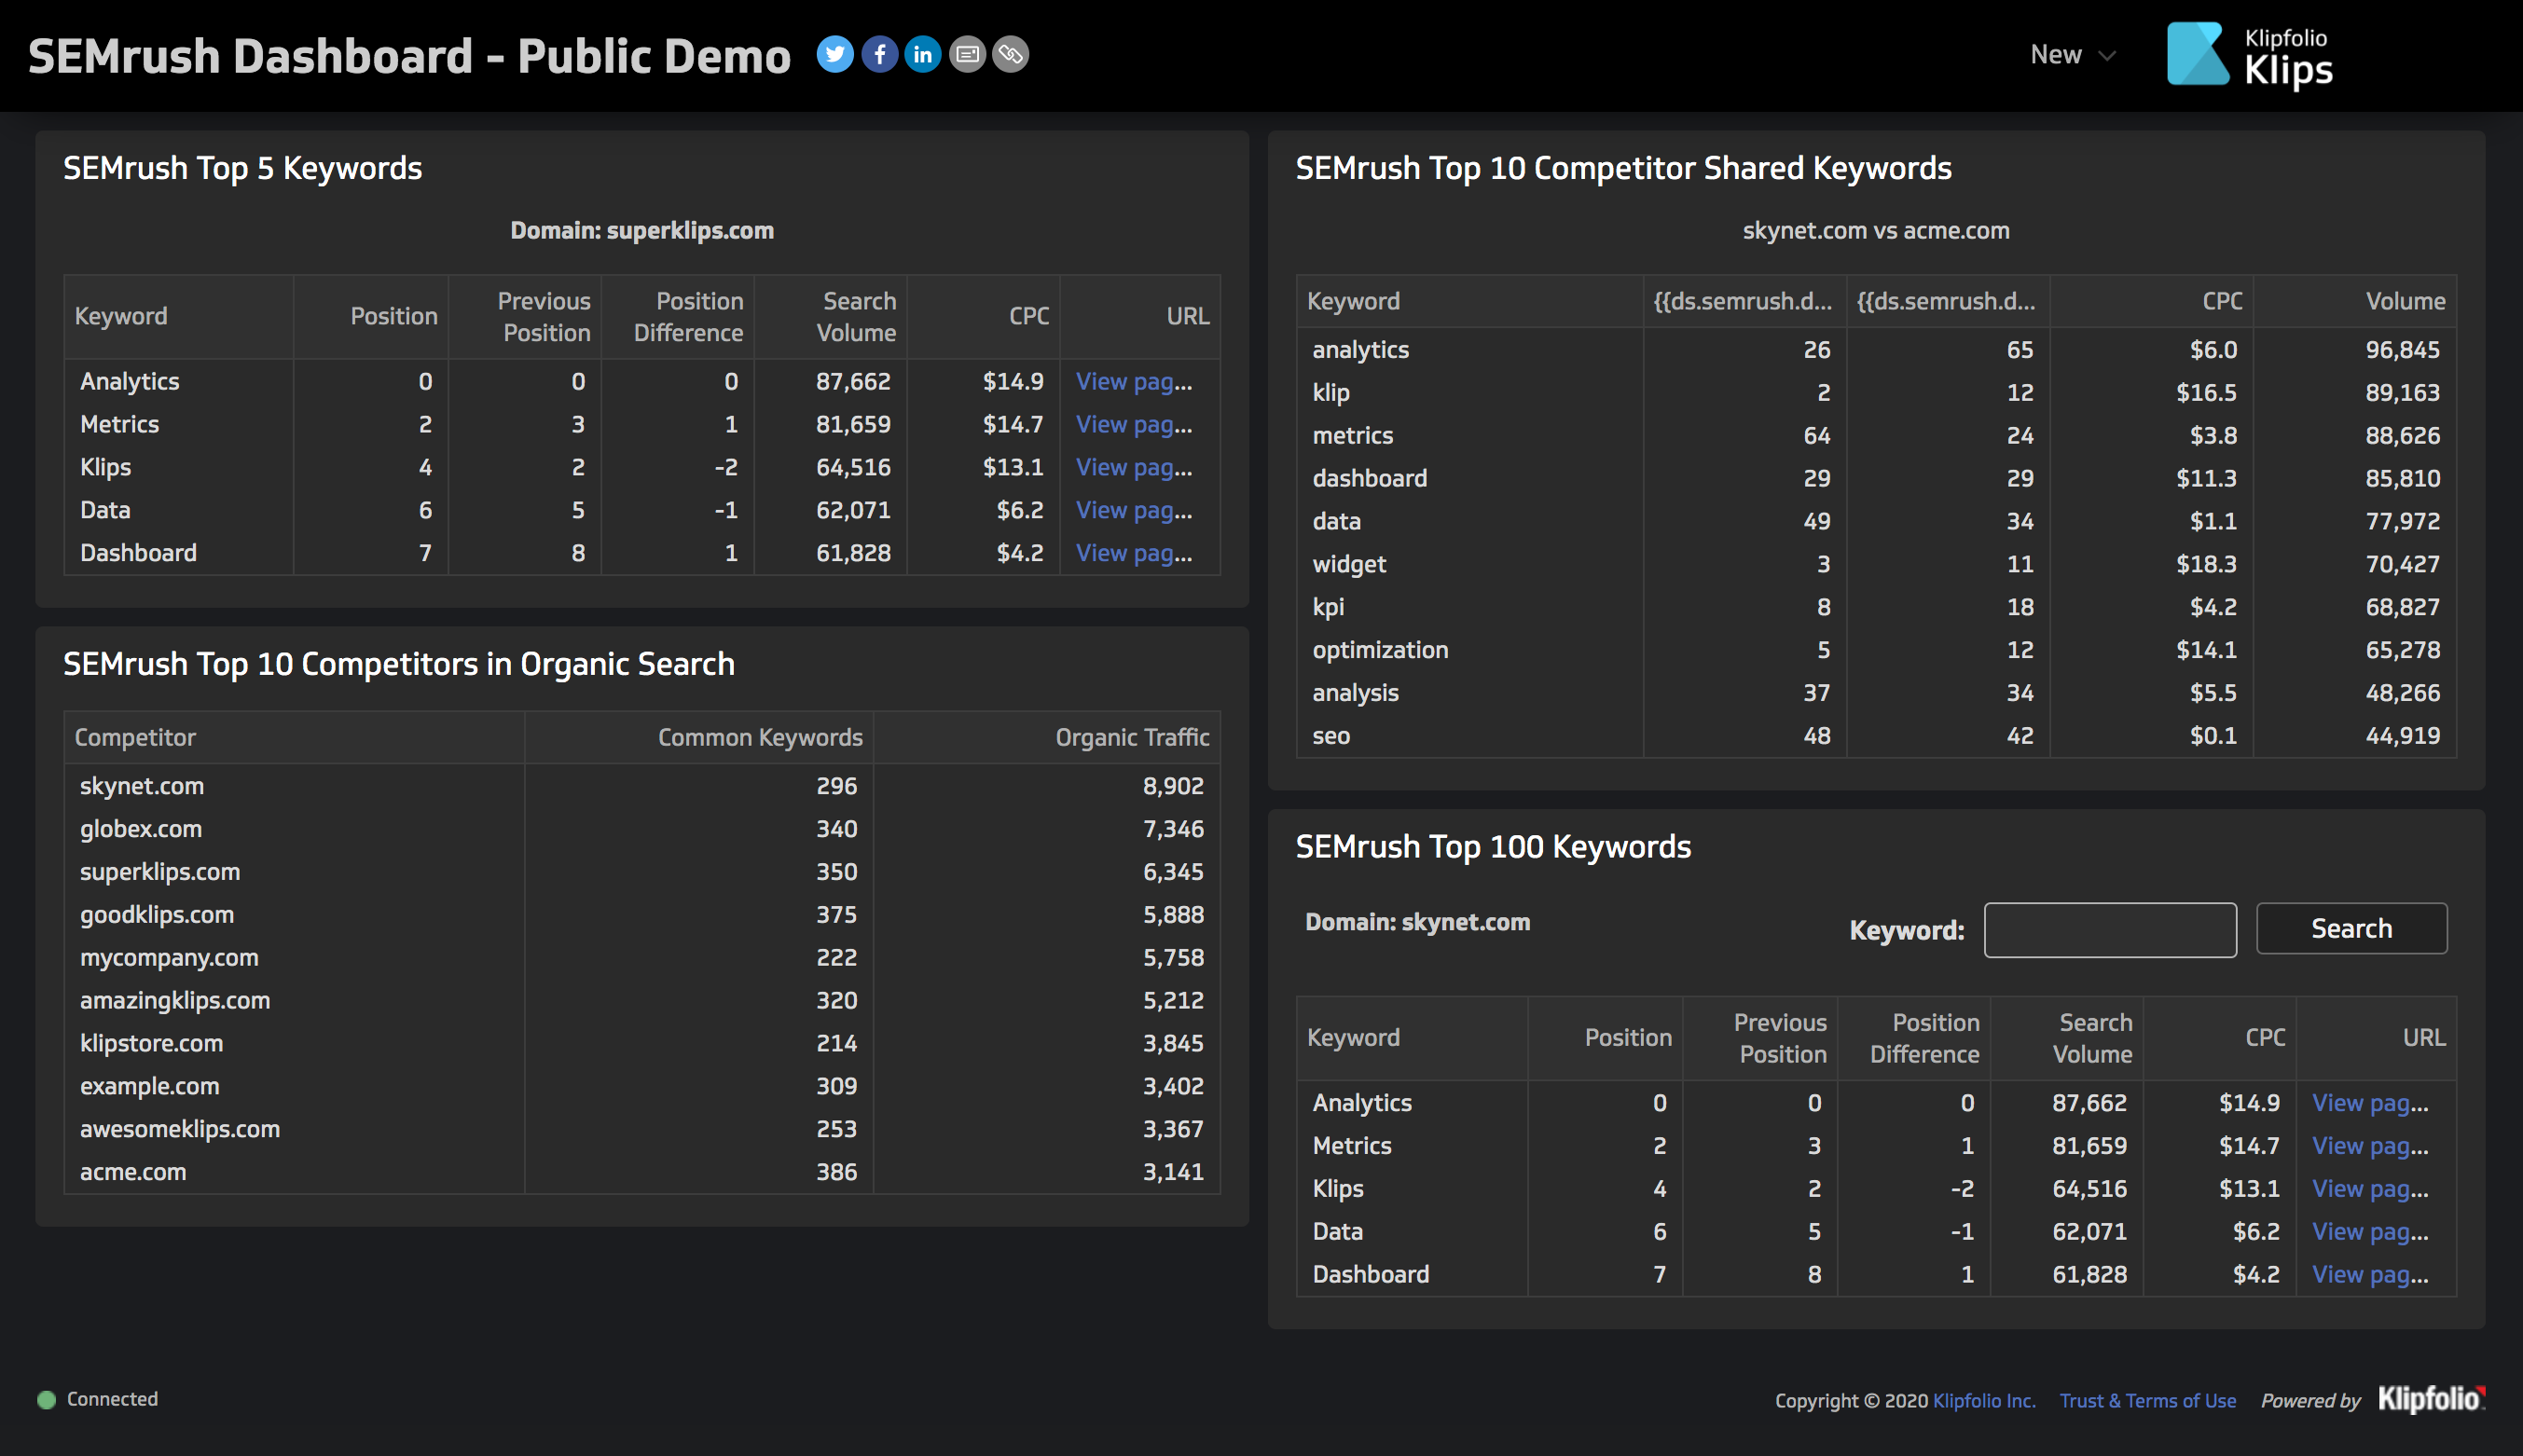 SEMrush Dashboard - Public Demo
New
Klipfolio
Klips
SEMrush Top 5 Keywords
Domain: superklips.com
Keyword Position Previous Position Position Difference Search Volume CPC URL
Analytics 0 0 0 87,662 $14.9 View pag...
Metrics 2 3 1 81,659 $14.7 View pag...
Klips 4 2 -2 64,516 $13.1 View pag...
Data 6 5 -1 62,071 $6.2 View pag...
Dashboard 7 8 1 61,828 $4.2 View pag...
SEMrush Top 10 Competitors in Organic Search
Competitor Common Keywords Organic Traffic
skynet.com 296 8,902
globex.com 340 7,346
superklips.com 350 6,345
goodklips.com 375 5,888
mycompany.com 222 5,758
amazingklips.com 320 5,212
klipstore.com 214 3,845
example.com 309 3,402
awesomeklips.com 253 3,367
acme.com 386 3,141
SEMrush Top 10 Competitor Shared Keywords
skynet.com vs acme.com
Keyword {{ds.semrush.d... {{ds.semrush.d... CPC Volume
analytics 26 65 $6.0 96,845
klip 2 12 $16.5 89,163
metrics 64 24 $3.8 88,626
dashboard 29 29 $11.3 85,810
data 49 34 $1.1 77,972
widget 3 11 $18.3 70,427
kpi 8 18 $4.2 68,827
optimization 5 12 $14.1 65,278
analysis 37 34 $5.5 48,266
seo 48 42 $0.1 44,919
SEMrush Top 100 Keywords
Domain: skynet.com Keyword: Search
Keyword Position Previous Position Position Difference Search Volume CPC URL
Analytics 0 0 0 87,662 $14.9 View pag...
Metrics 2 3 1 81,659 $14.7 View pag...
Klips 4 2 -2 64,516 $13.1 View pag...
Data 6 5 -1 62,071 $6.2 View pag...
Dashboard 7 8 1 61,828 $4.2 View pag...
Connected
Copyright © 2020 Klipfolio Inc. Trust & Terms of Use Powered by Klipfolio